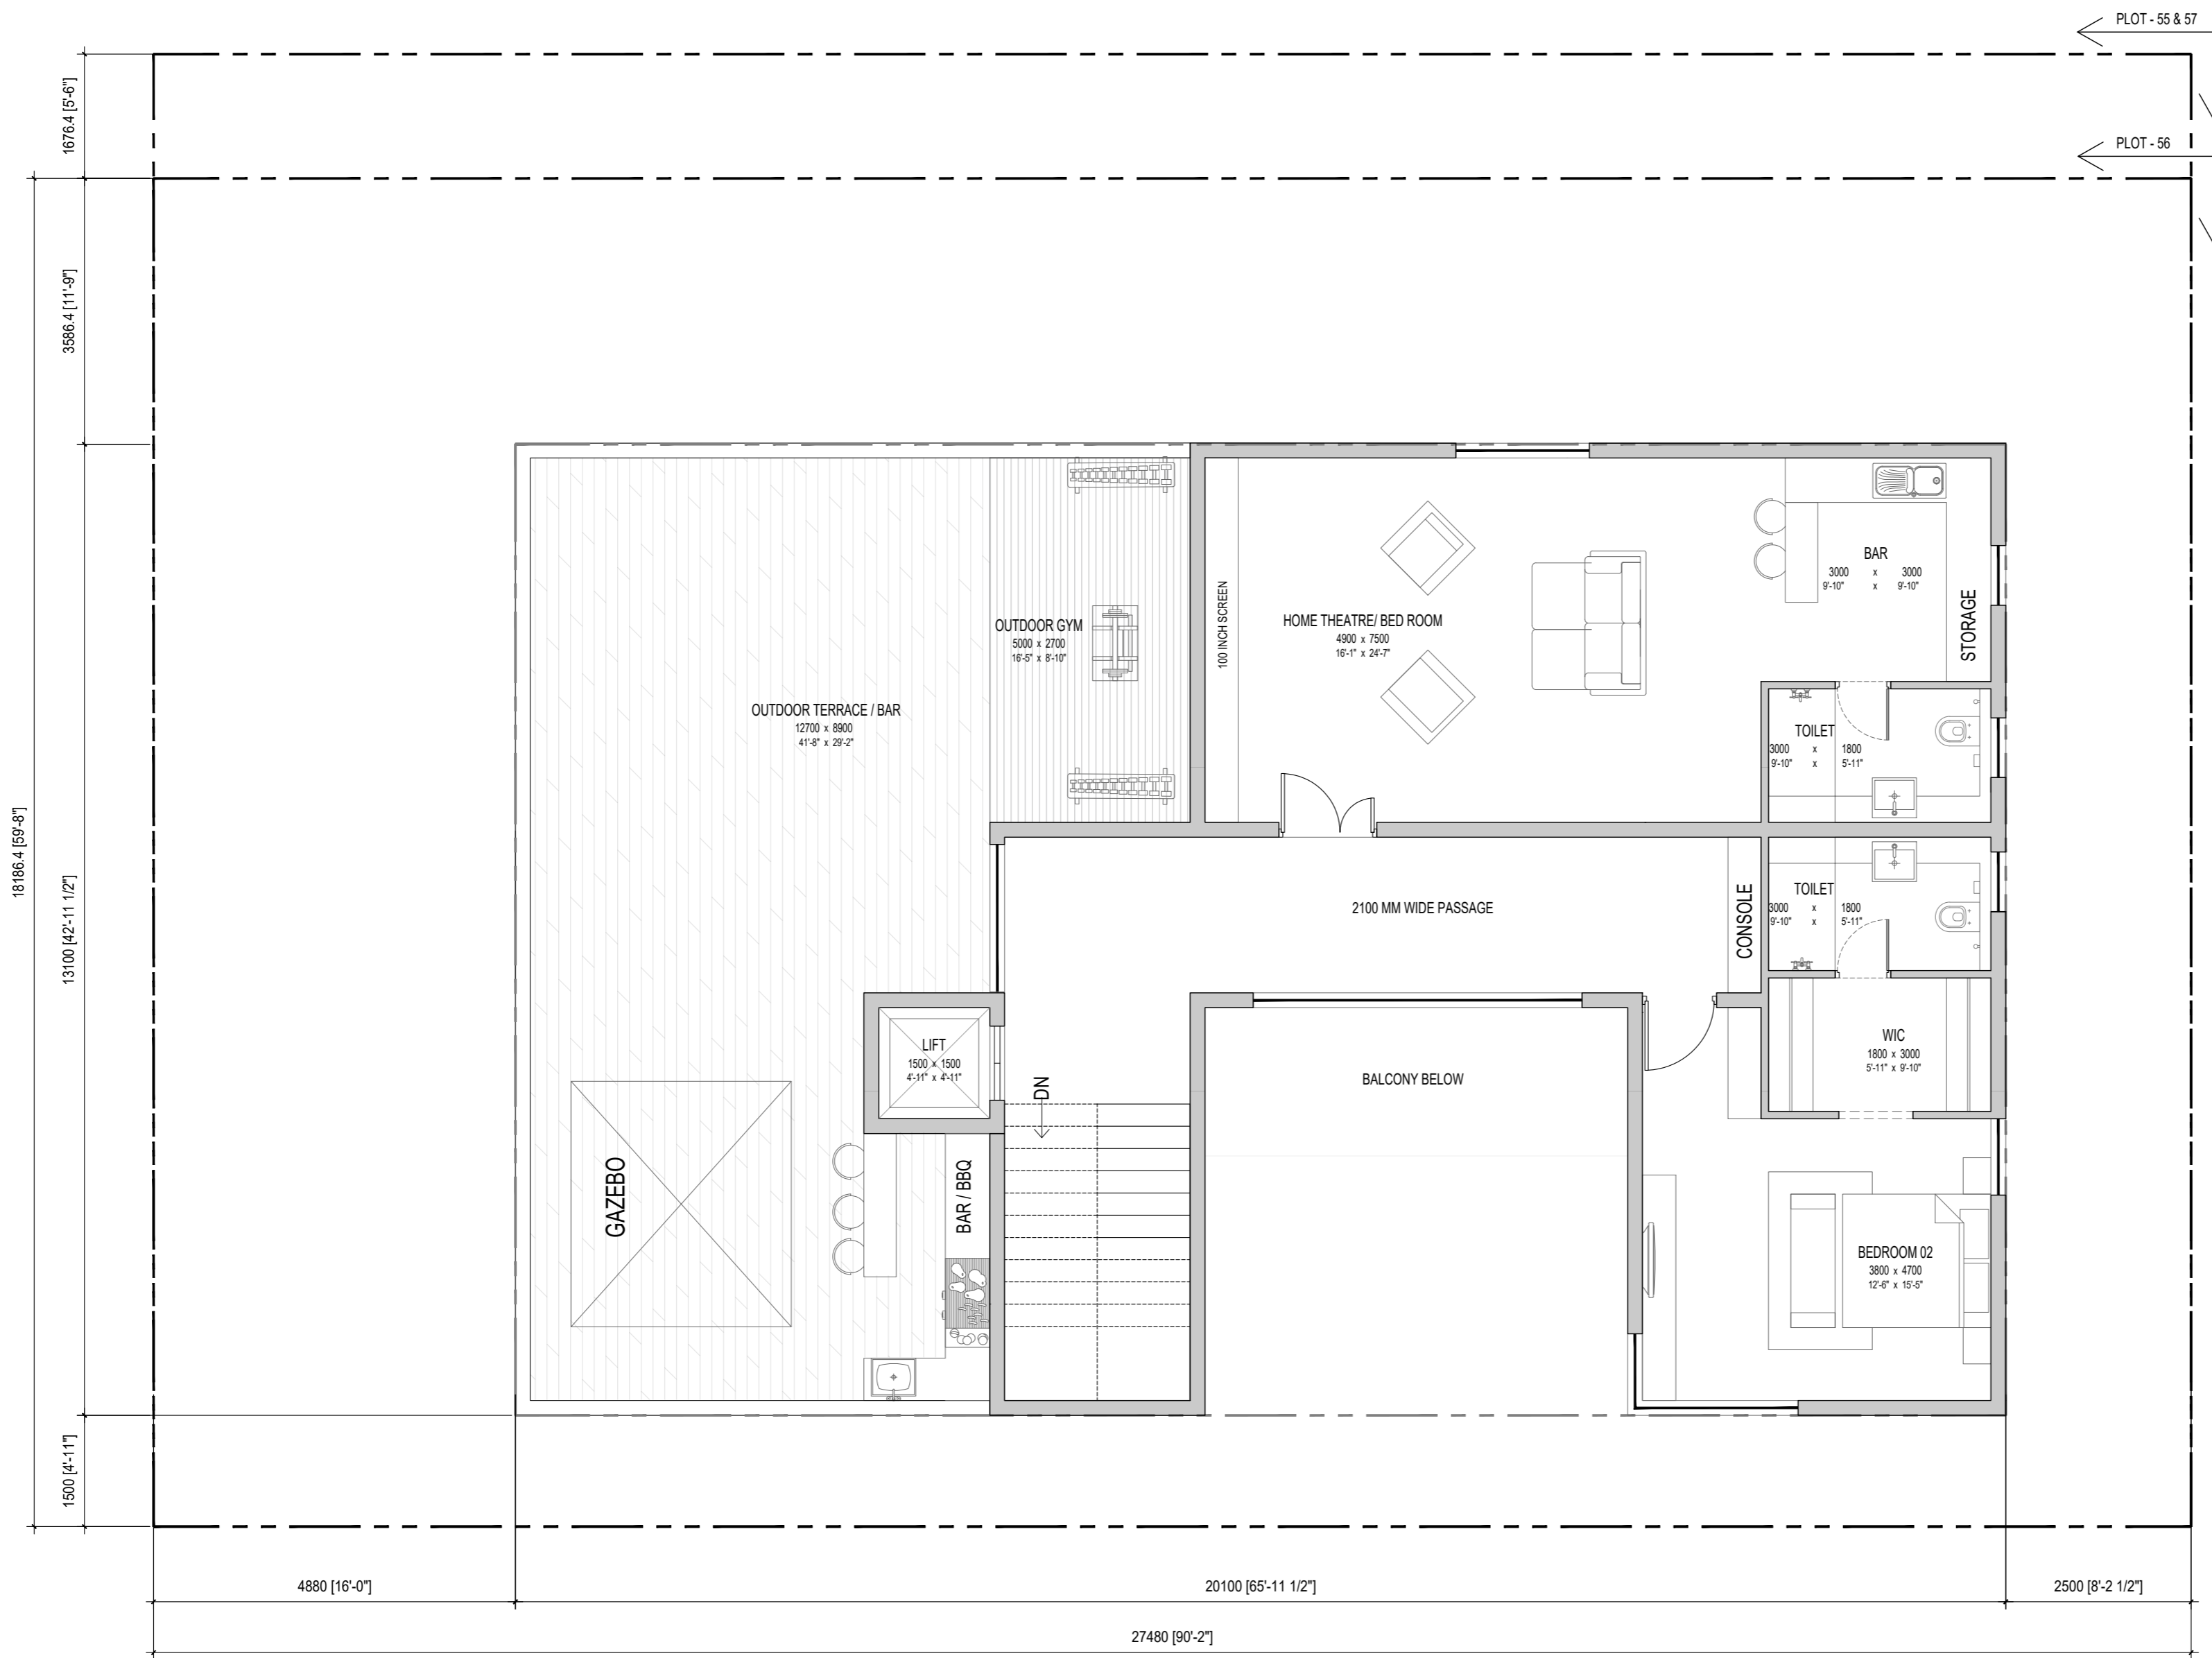 PLOT - 55 & 57
PLOT - 56
1676.4 [5'-6"]
3586.4 [11'-9"]
18186.4 [59'-8"]
13100 [42'-11 1/2"]
1500 [4'-11"]
OUTDOOR GYM
5000 x 2700
16'-5" x 8'-10"
OUTDOOR TERRACE / BAR
12700 x 8900
41'-8" x 29'-2"
100 INCH SCREEN
HOME THEATRE/ BED ROOM
4900 x 7500
16'-1" x 24'-7"
BAR
3000 x 3000
9'-10" x 9'-10"
STORAGE
TOILET
3000 x 1800
9'-10" x 5'-11"
2100 MM WIDE PASSAGE
CONSOLE
TOILET
3000 x 1800
9'-10" x 5'-11"
LIFT
1500 x 1500
4'-11" x 4'-11"
DN
BALCONY BELOW
WIC
1800 x 3000
5'-11" x 9'-10"
GAZEBO
BAR / BBQ
BEDROOM 02
3800 x 4700
12'-6" x 15'-5"
4880 [16'-0"]
20100 [65'-11 1/2"]
2500 [8'-2 1/2"]
27480 [90'-2"]